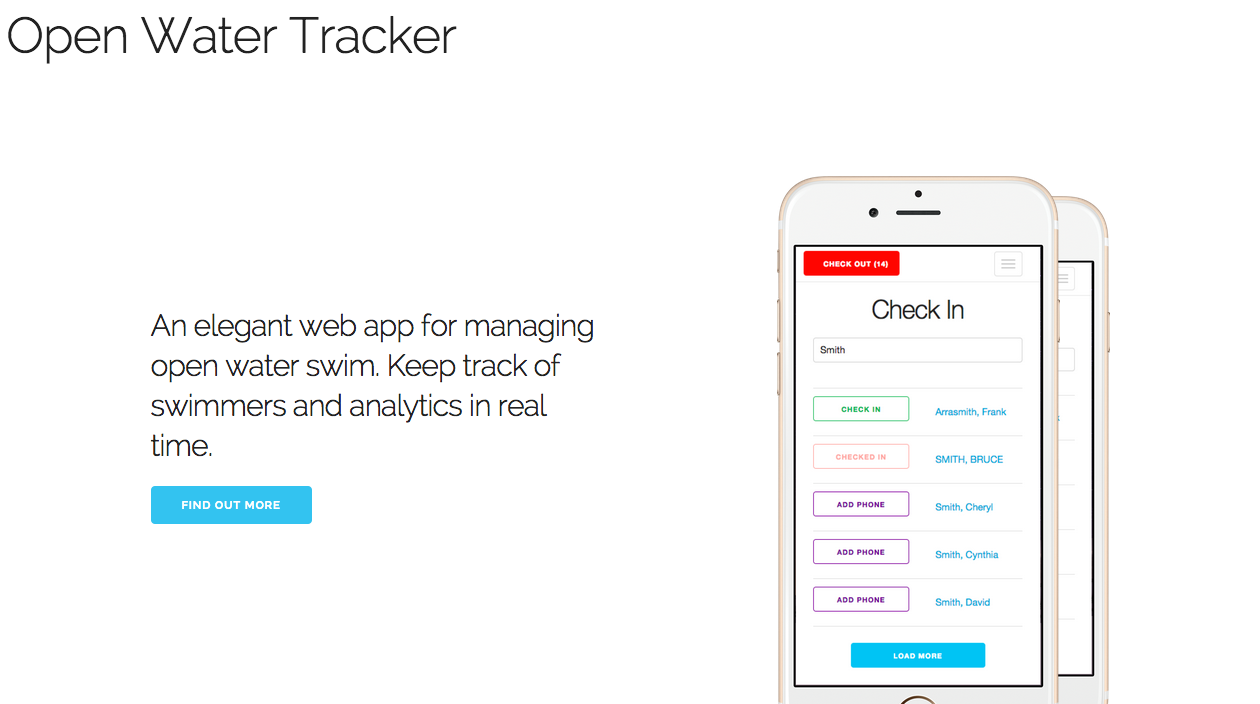 Open Water Tracker
An elegant web app for managing
open water swim. Keep track of
swimmers and analytics in real
time.
FIND OUT MORE
CHECK OUT (14)
Check In
Smith
CHECK IN
Arrasmith, Frank
CHECKED IN
SMITH, BRUCE
ADD PHONE
Smith, Cheryl
ADD PHONE
Smith, Cynthia
ADD PHONE
Smith, David
LOAD MORE